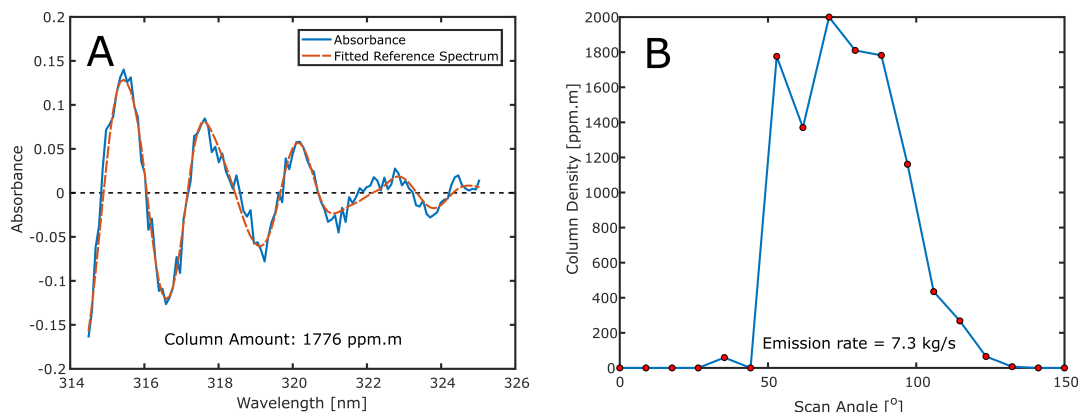 A
Absorbance
Fitted Reference Spectrum
0.2
0.15
0.1
0.05
0
-0.05
-0.1
-0.15
-0.2
Absorbance
Column Amount: 1776 ppm.m
314 316 318 320 322 324 326
Wavelength [nm]
B
2000
1800
1600
1400
1200
1000
800
600
400
200
0
Column Density [ppm.m]
Emission rate = 7.3 kg/s
0 50 100 150
Scan Angle [o]